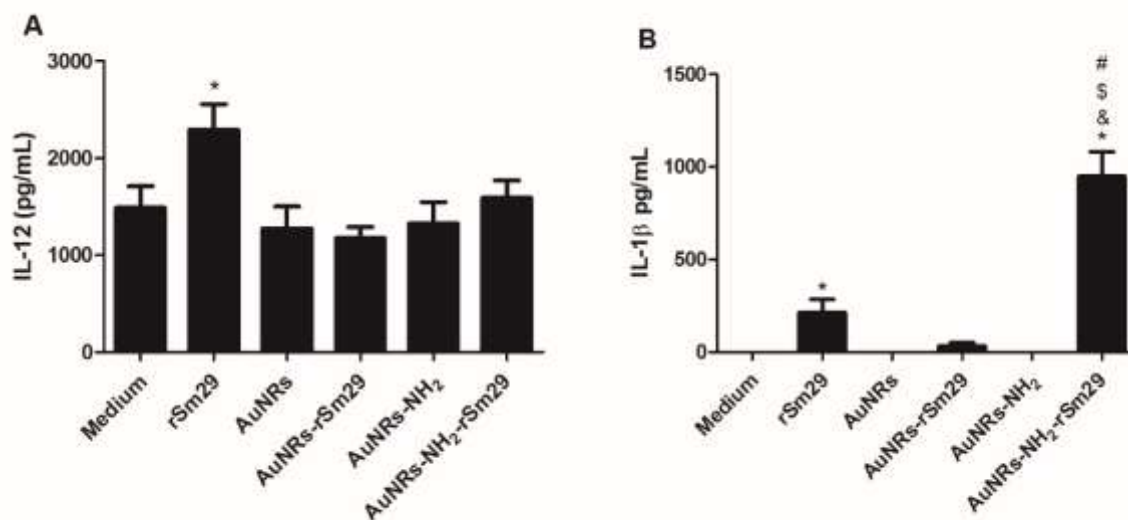 A
IL-12 (pg/mL)
3000
2000
1000
0
*
Medium
rSm29
AuNRs
AuNRs-rSm29
AuNRs-NH₂
AuNRs-NH₂-rSm29
B
IL-1β pg/mL
1500
1000
500
0
*
#
$
&
*
Medium
rSm29
AuNRs
AuNRs-rSm29
AuNRs-NH₂
AuNRs-NH₂-rSm29